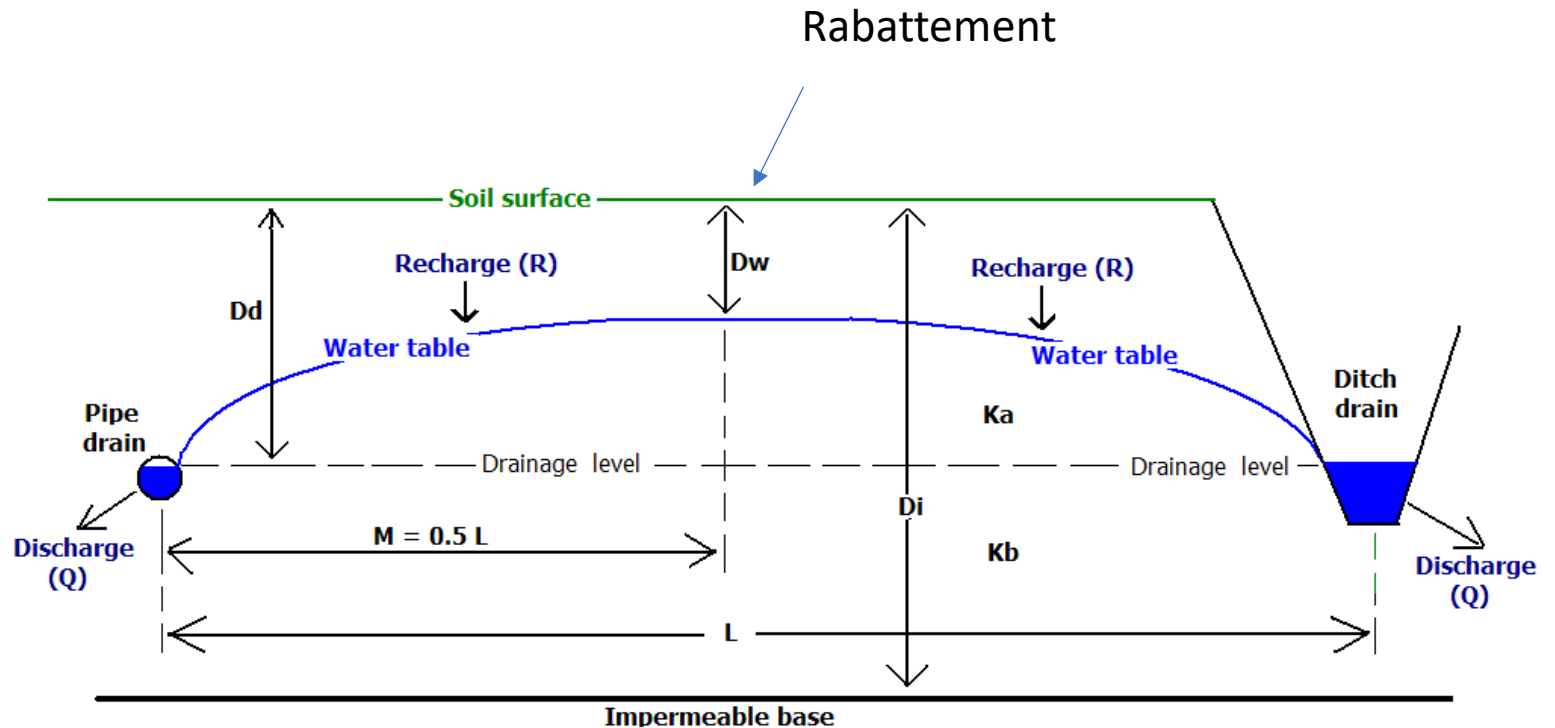 Rabattement
Soil surface
Recharge (R)
Dw
Recharge (R)
Dd
Water table
Water table
Ditch
drain
Pipe
drain
Ka
Drainage level
Drainage level
Di
M = 0.5 L
Kb
Discharge
(Q)
Discharge
(Q)
L
Impermeable base